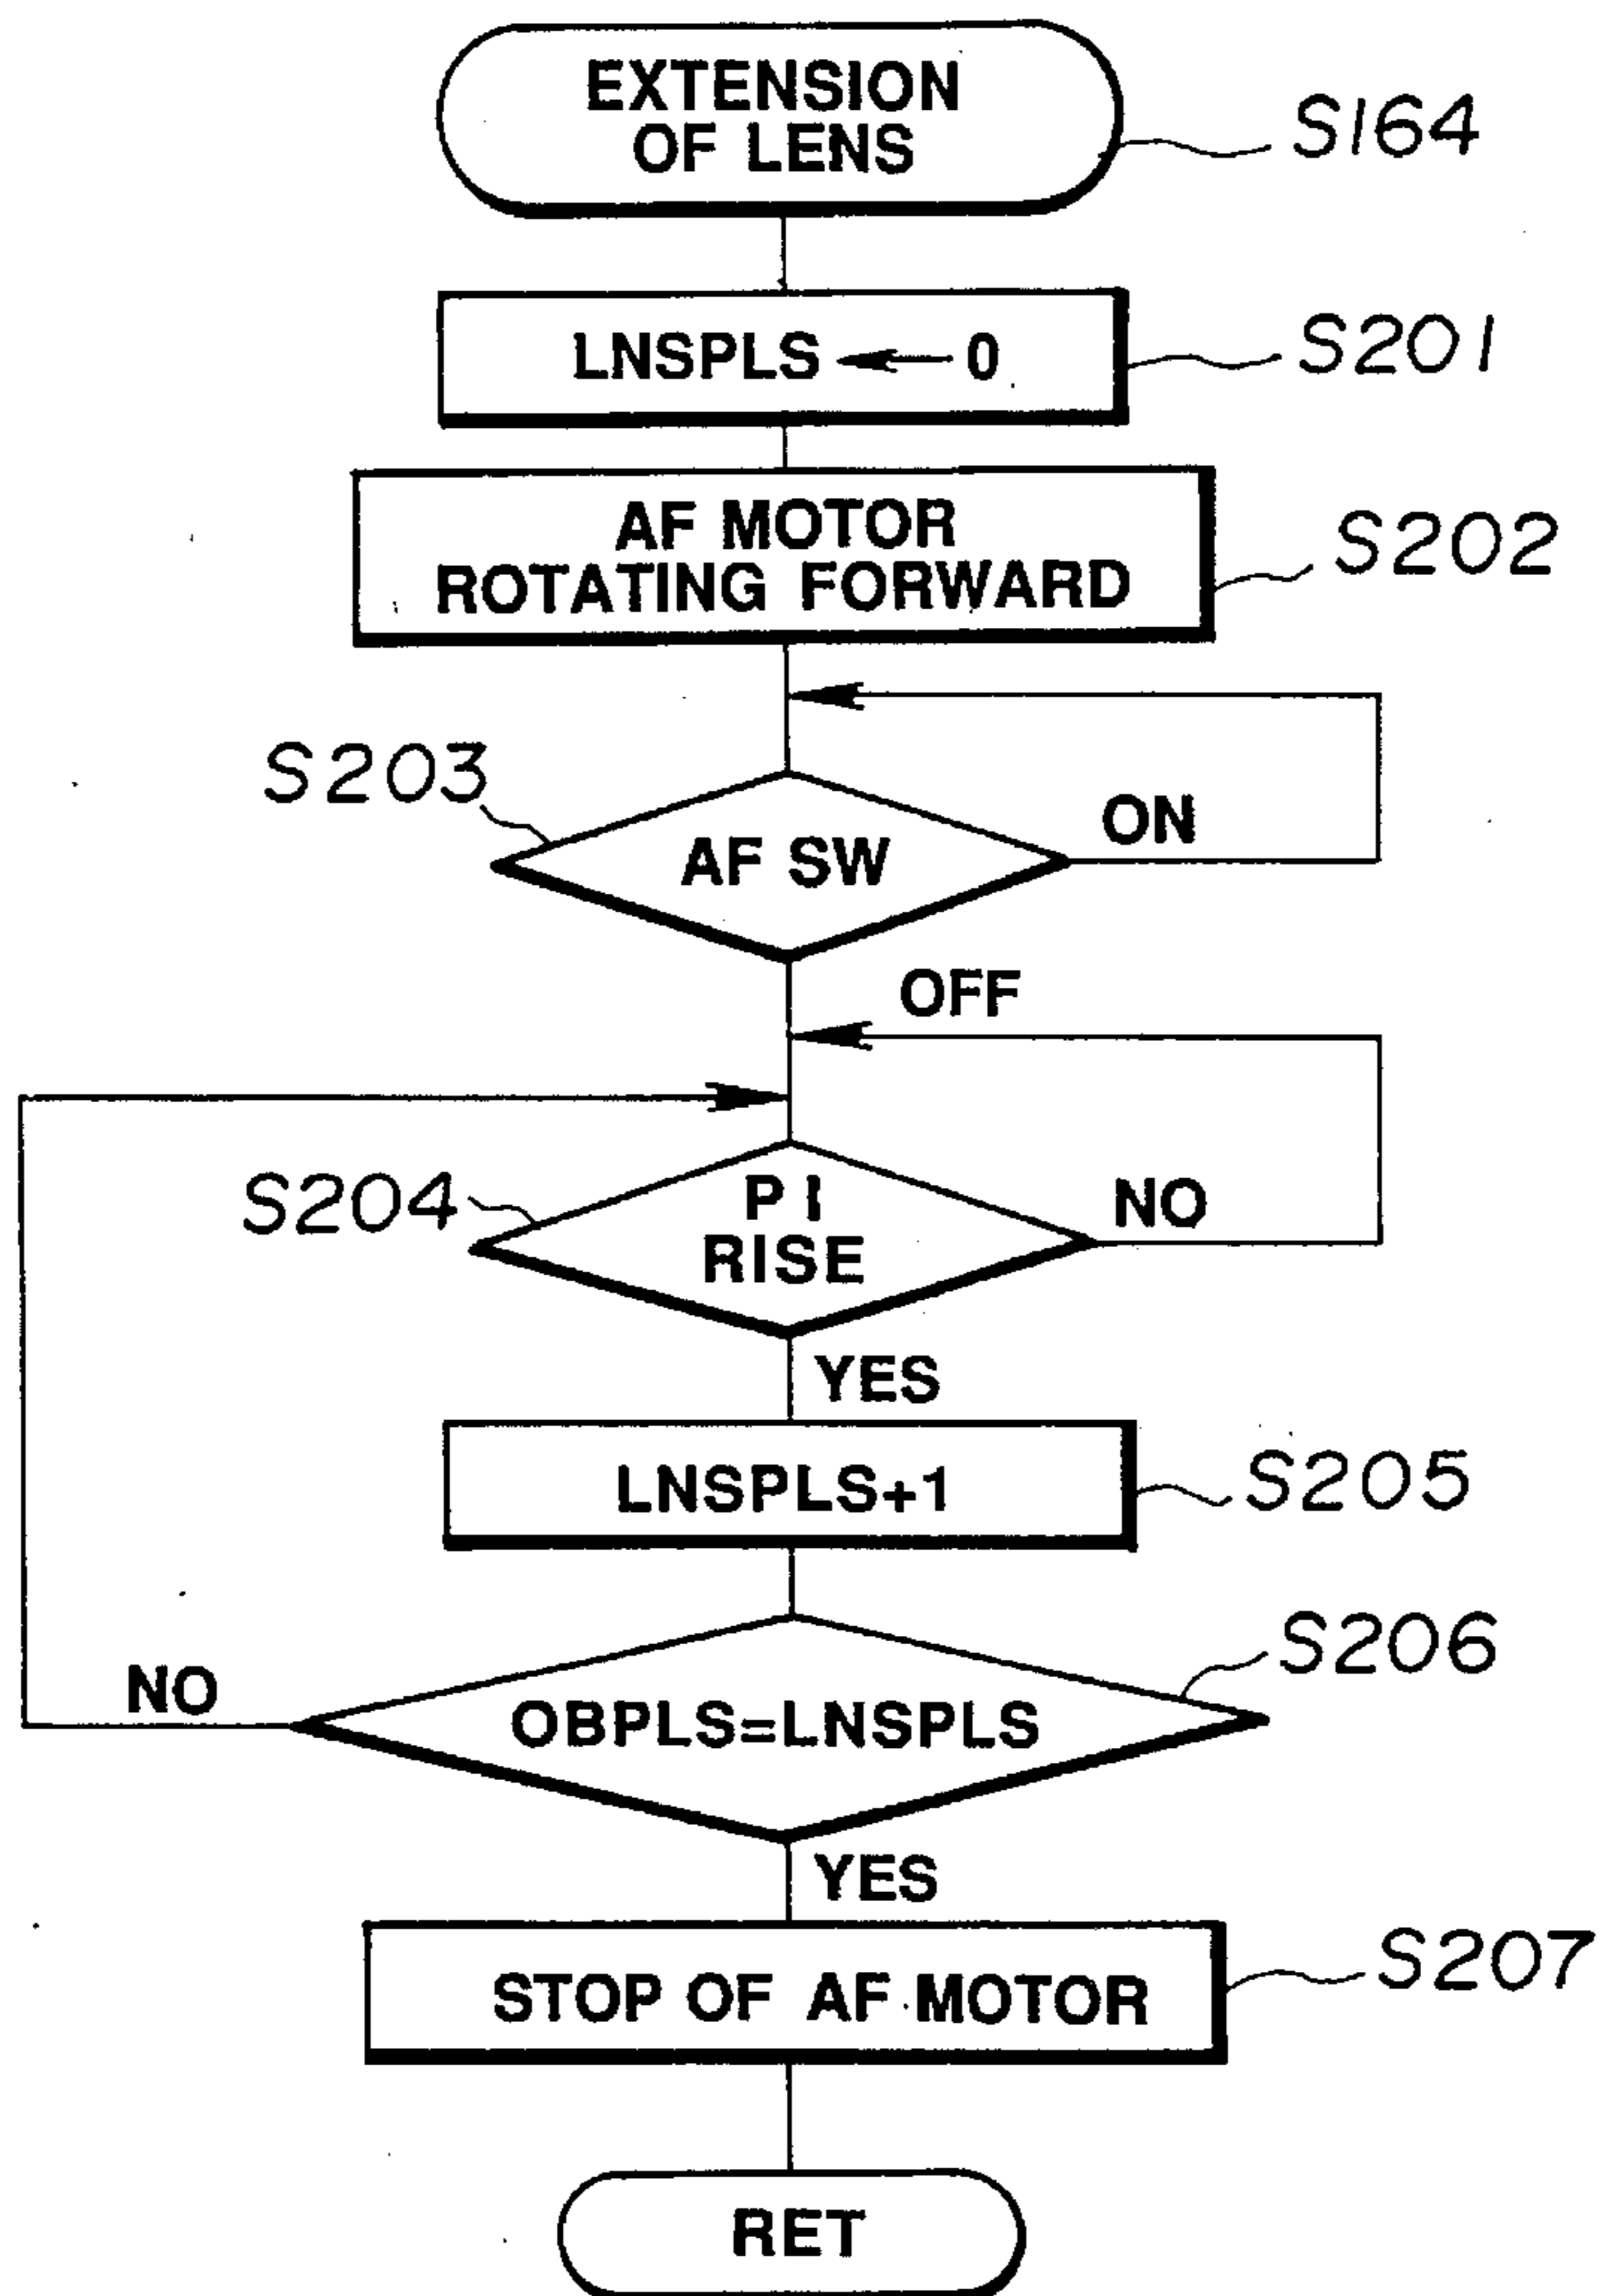 EXTENSION
OF LENS
S164
LNSPLS ← 0
S201
AF MOTOR
ROTATING FORWARD
S202
S203
AF SW
ON
OFF
S204
PI
RISE
NO
YES
LNSPLS+1
S205
S206
NO
OBPLS=LNSPLS
YES
STOP OF AF MOTOR
S207
RET